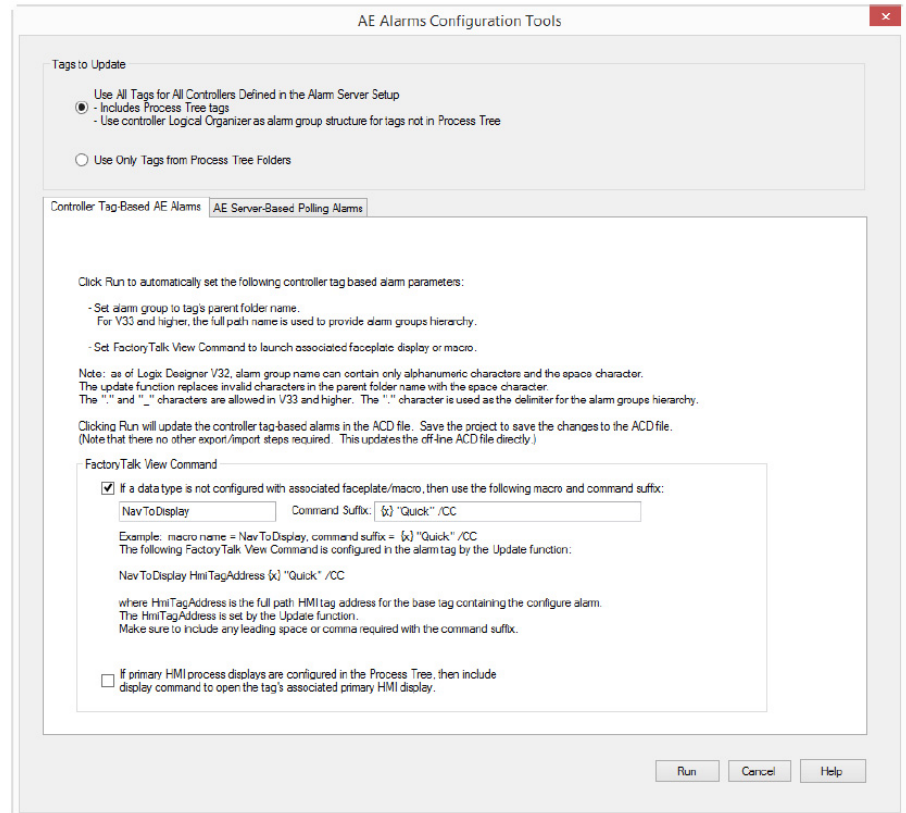 AE Alarms Configuration Tools
×
Tags to Update
Use All Tags for All Controllers Defined in the Alarm Server Setup
- Includes Process Tree tags
- Use controller Logical Organizer as alarm group structure for tags not in Process Tree
Use Only Tags from Process Tree Folders
Controller Tag-Based AE Alarms AE Server-Based Polling Alarms
Click Run to automatically set the following controller tag based alarm parameters:
- Set alarm group to tag's parent folder name.
For V33 and higher, the full path name is used to provide alarm groups hierarchy.
- Set FactoryTalk View Command to launch associated faceplate display or macro.
Note: as of Logix Designer V32, alarm group name can contain only alphanumeric characters and the space character.
The update function replaces invalid characters in the parent folder name with the space character.
The "." and "_" characters are allowed in V33 and higher. The "." character is used as the delimiter for the alarm groups hierarchy.
Clicking Run will update the controller tag-based alarms in the ACD file. Save the project to save the changes to the ACD file.
(Note that there no other export/import steps required. This updates the off-line ACD file directly.)
FactoryTalk View Command
If a data type is not configured with associated faceplate/macro, then use the following macro and command suffix:
NavToDisplay Command Suffix: {x} "Quick" /CC
Example: macro name = NavToDisplay, command suffix = {x} "Quick" /CC
The following FactoryTalk View Command is configured in the alarm tag by the Update function:
NavToDisplay HmiTagAddress {x} "Quick" /CC
where HmiTagAddress is the full path HMI tag address for the base tag containing the configure alarm.
The HmiTagAddress is set by the Update function.
Make sure to include any leading space or comma required with the command suffix.
If primary HMI process displays are configured in the Process Tree, then include
display command to open the tag's associated primary HMI display.
Run Cancel Help